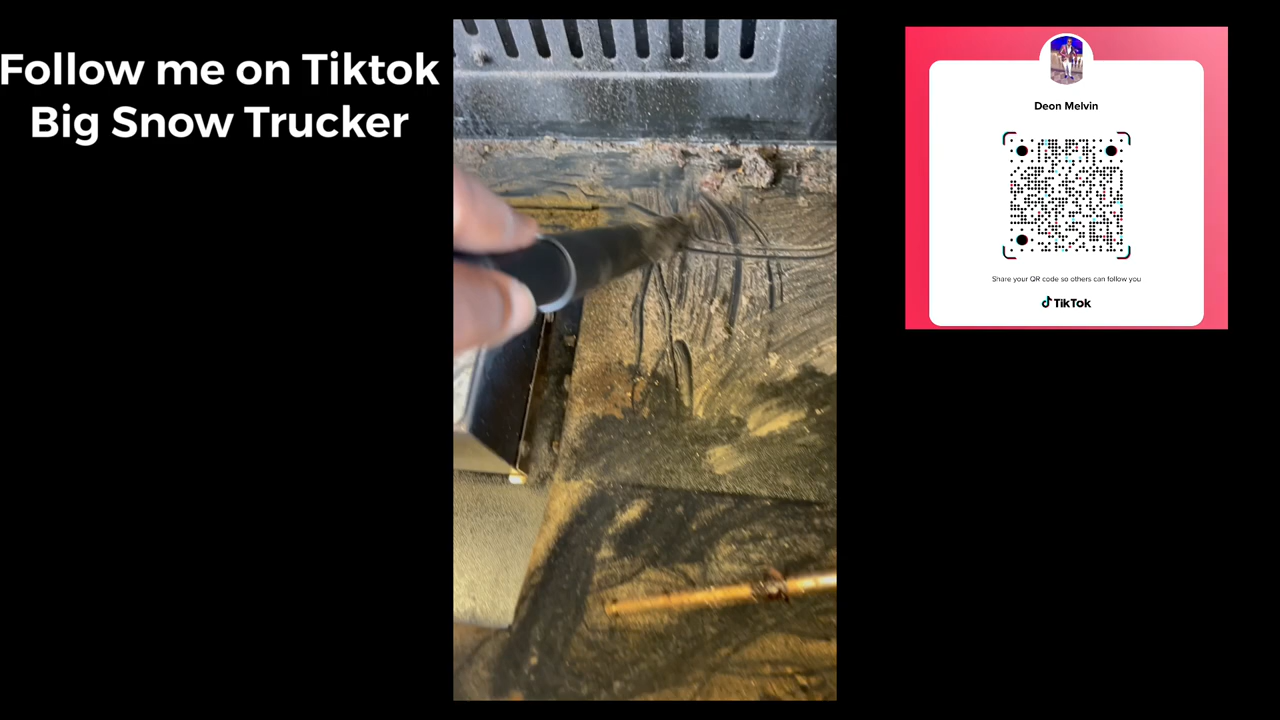 Follow me on Tiktok
Big Snow Trucker
Deon Melvin
Share your QR code so others can follow you
TikTok